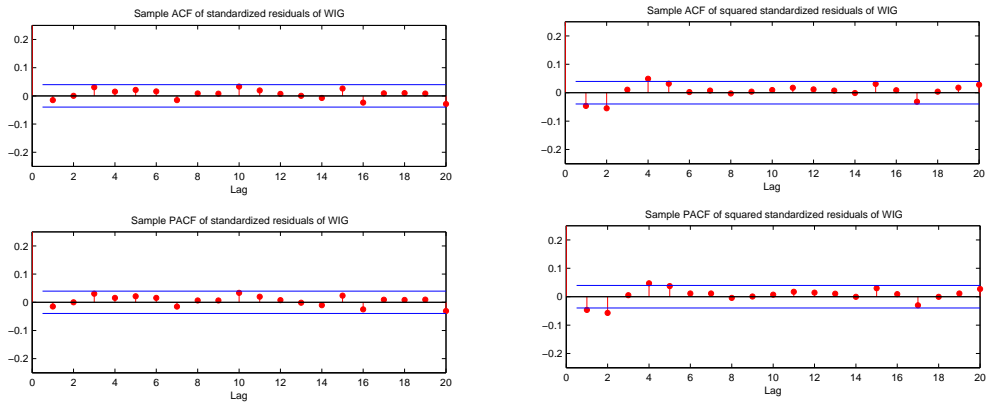 Sample ACF of standardized residuals of WIG
0.2
0.1
0
−0.1
−0.2
0 2 4 6 8 10 12 14 16 18 20
Lag
Sample ACF of squared standardized residuals of WIG
0.2
0.1
0
−0.1
−0.2
0 2 4 6 8 10 12 14 16 18 20
Lag
Sample PACF of standardized residuals of WIG
0.2
0.1
0
−0.1
−0.2
0 2 4 6 8 10 12 14 16 18 20
Lag
Sample PACF of squared standardized residuals of WIG
0.2
0.1
0
−0.1
−0.2
0 2 4 6 8 10 12 14 16 18 20
Lag